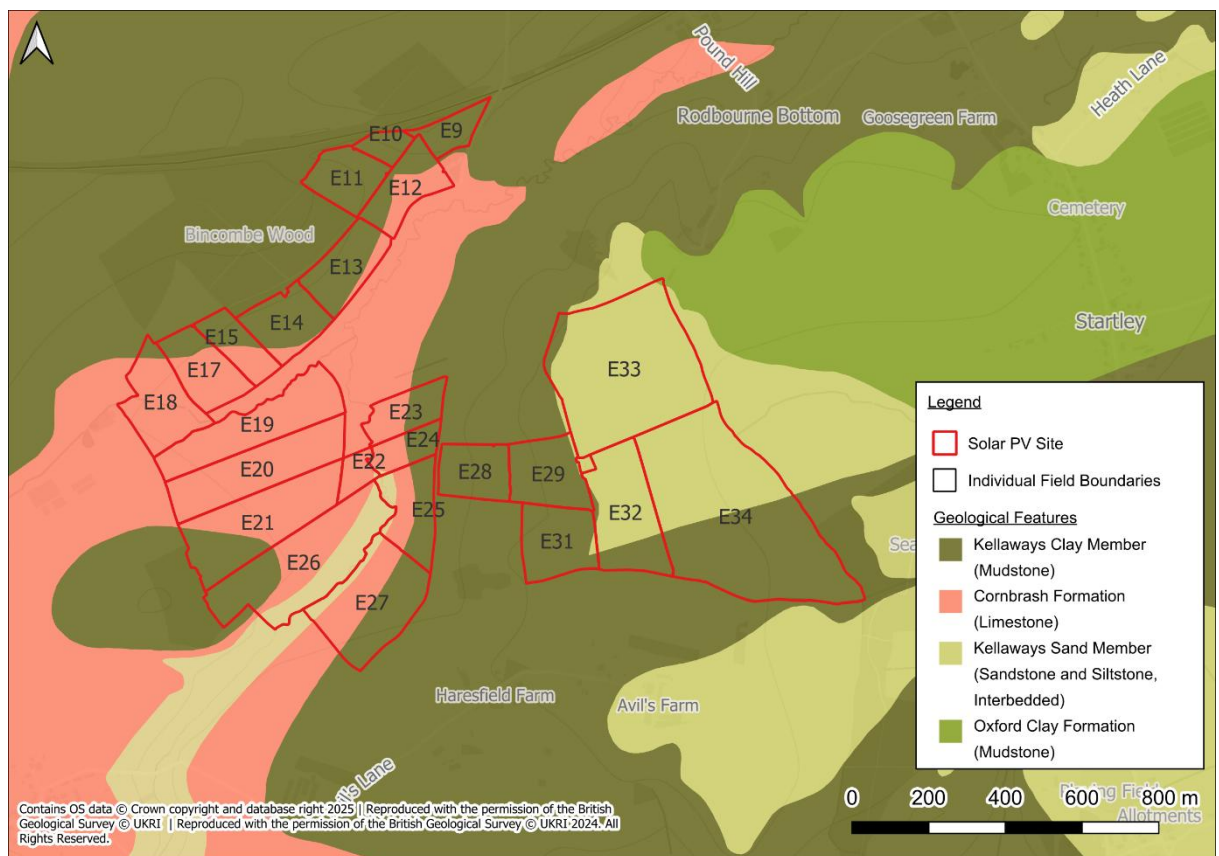 Pound Hill
Heath Lane
Rodbourne Bottom
Goosegreen Farm
E10
E9
E11
E12
Cemetery
Bincombe Wood
E13
E14
E15
Startley
E17
E33
E18
E19
E23
E24
E22
E20
E28
E29
E21
E25
E32
E34
E31
E26
E27
Haresfield Farm
Avil's Farm
Legend
Solar PV Site
Individual Field Boundaries
Geological Features
Kellaways Clay Member
(Mudstone)
Cornbrash Formation
(Limestone)
Kellaways Sand Member
(Sandstone and Siltstone,
Interbedded)
Oxford Clay Formation
(Mudstone)
0 200 400 600 800 m
Allotments
Contains OS data © Crown copyright and database right 2025 | Reproduced with the permission of the British
Geological Survey © UKRI | Reproduced with the permission of the British Geological Survey © UKRI 2024. All
Rights Reserved.